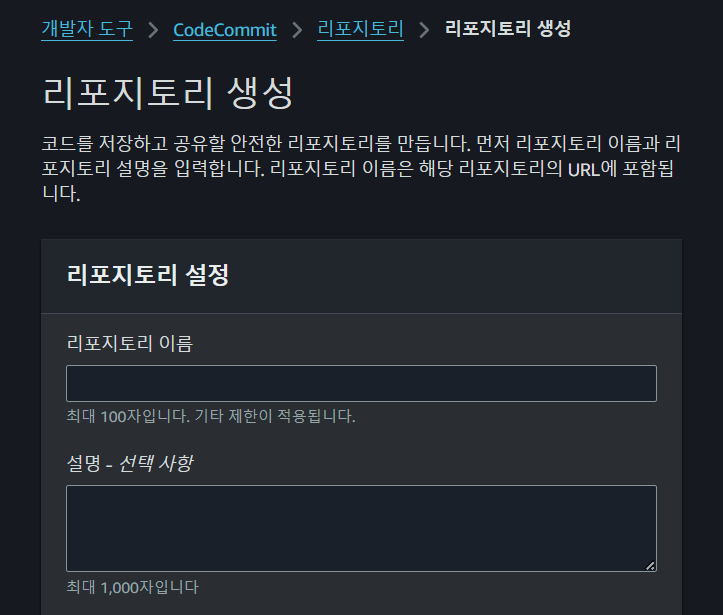 개발자 도구 > CodeCommit > 리포지토리 > 리포지토리 생성
리포지토리 생성
코드를 저장하고 공유할 안전한 리포지토리를 만듭니다. 먼저 리포지토리 이름과 리
포지토리 설명을 입력합니다. 리포지토리 이름은 해당 리포지토리의 URL에 포함됩
니다.
리포지토리 설정
리포지토리 이름
최대 100자입니다. 기타 제한이 적용됩니다.
설명 - 선택 사항
최대 1,000자입니다